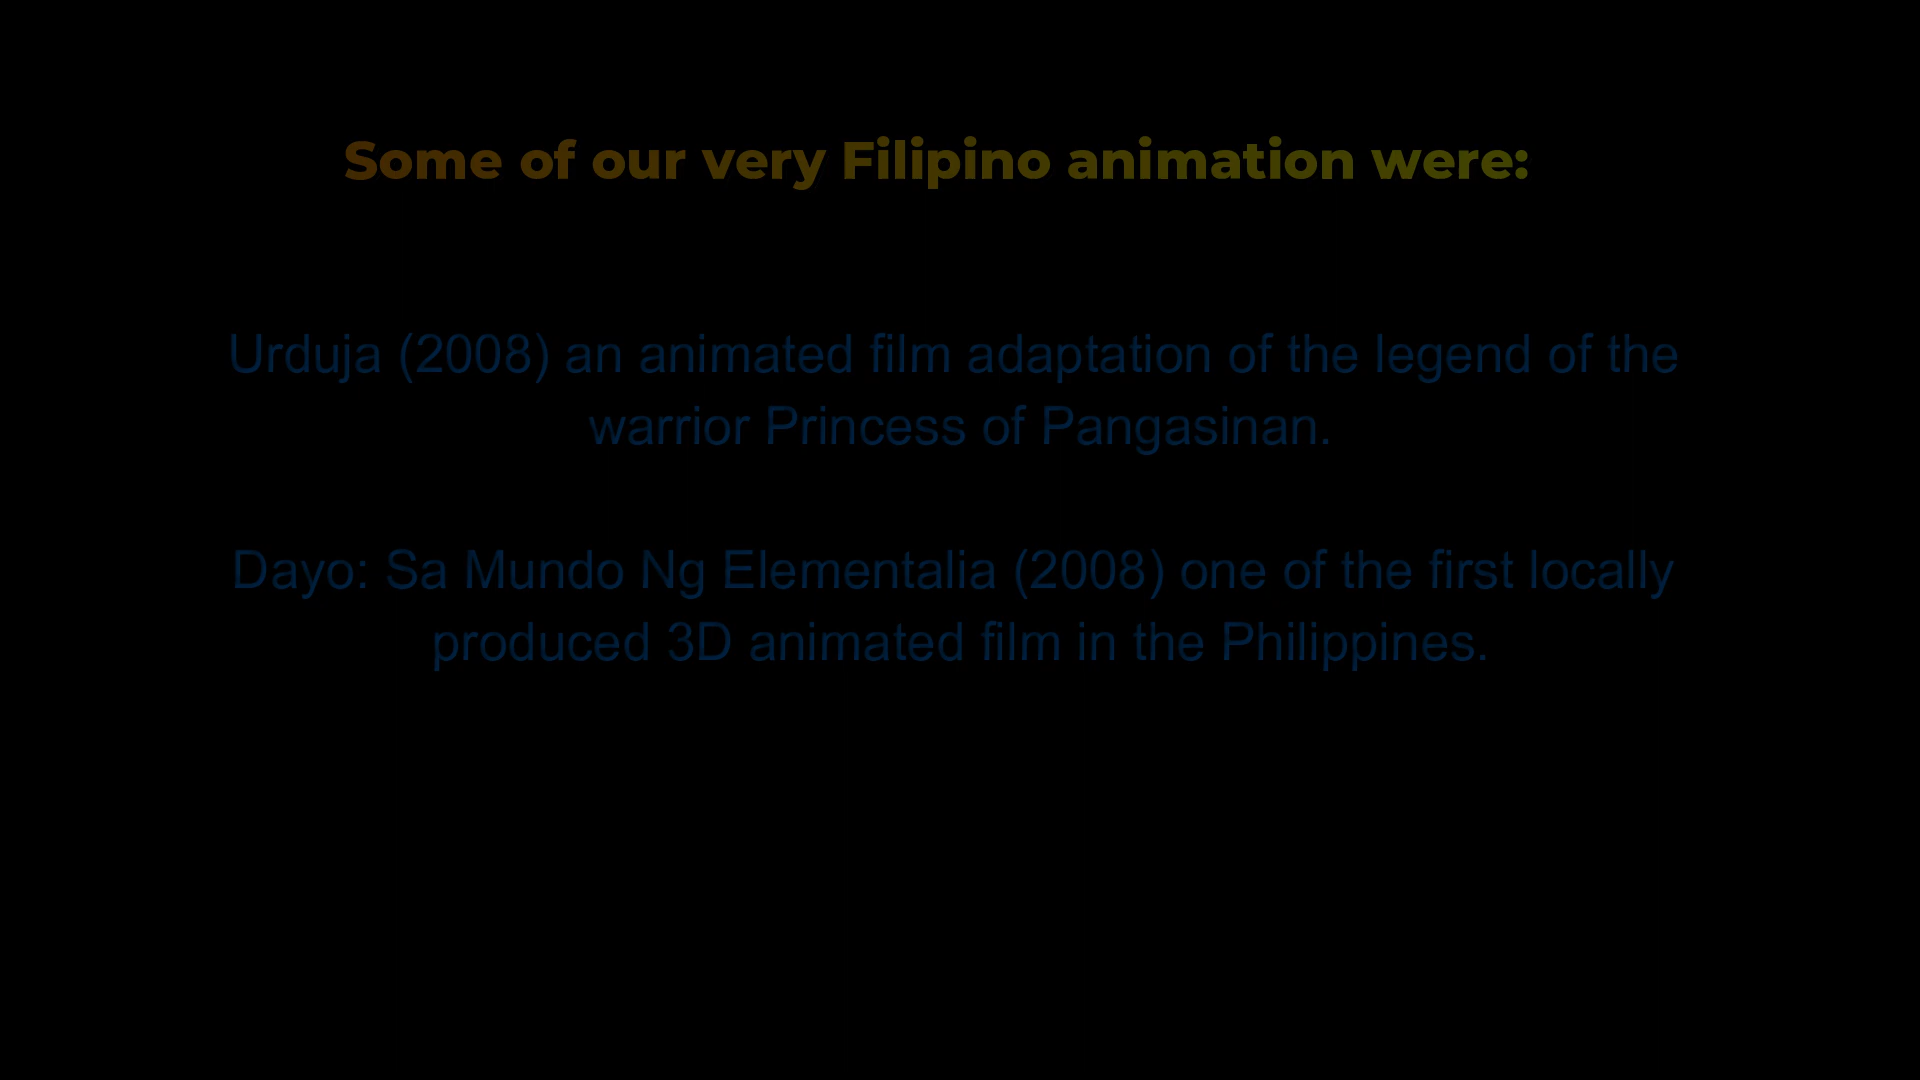 Some of our very Filipino animation were:
Urduja (2008) an animated film adaptation of the legend of the
warrior Princess of Pangasinan.
Dayo: Sa Mundo Ng Elementalia (2008) one of the first locally
produced 3D animated film in the Philippines.